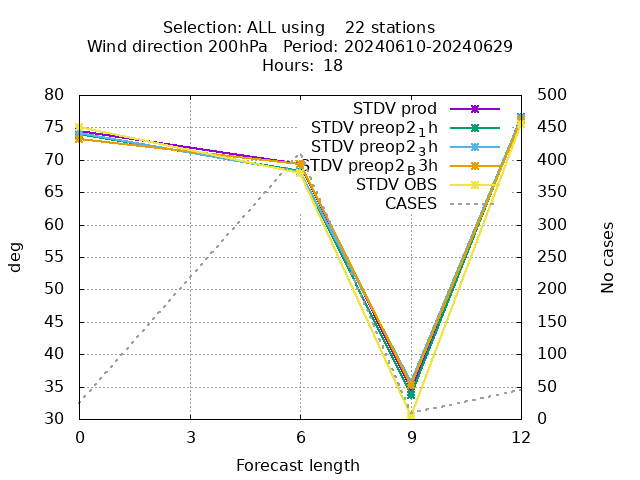 Selection: ALL using 22 stations
Wind direction 200hPa Period: 20240610-20240629
Hours: 18
80 500
75 STDV prod 450
STDV preop2₁h
70 STDV preop2₃h 400
STDV preop2_B3h
65 STDV OBS 350
60 CASES 300
55 250
50 200
45 150
40 100
35 50
30 0
0 3 6 9 12
deg
No cases
Forecast length